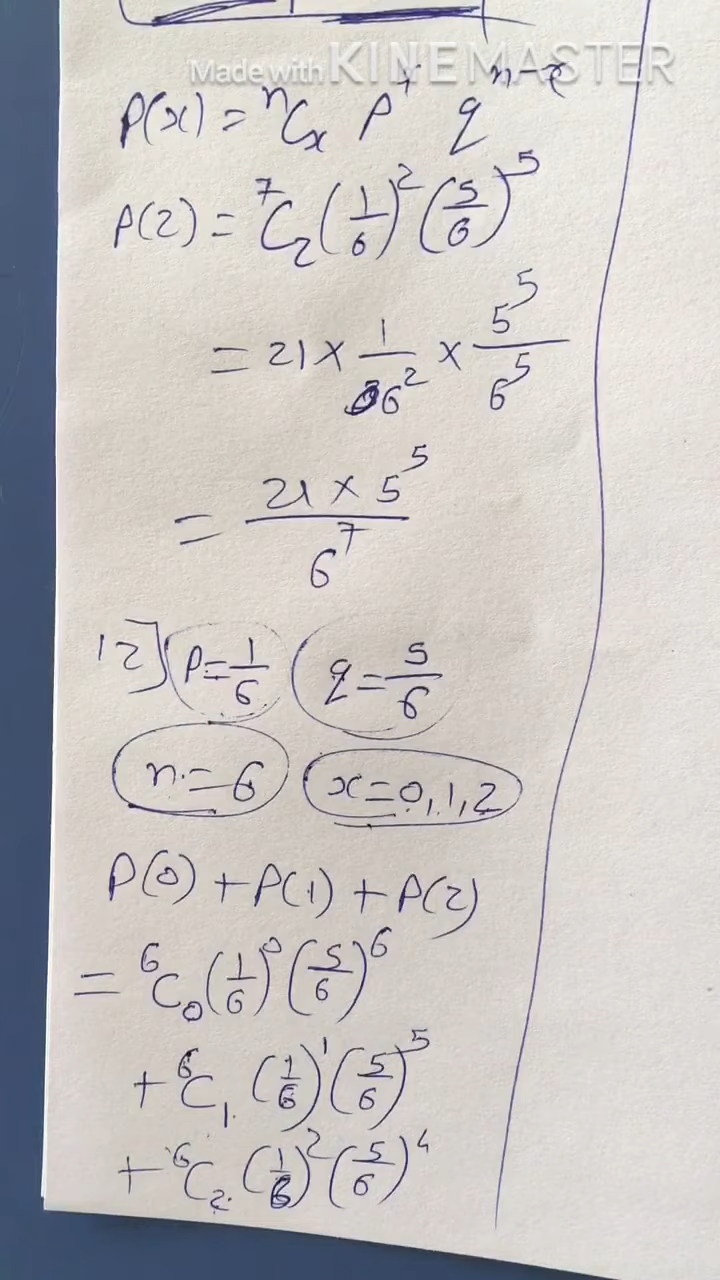 Made with KINEMASTER
P(x) = ⁿCₓ pˣ qⁿ⁻ˣ
P(2) = ⁷C₂ (1/6)² (5/6)⁵
= 21 × 1/6² × 5⁵/6⁵
= 21 × 5⁵ / 6⁷
12] P = 1/6 q = 5/6
n = 6 x = 0, 1, 2
P(0) + P(1) + P(2)
= ⁶C₀ (1/6)⁰ (5/6)⁶
+ ⁶C₁ (1/6)¹ (5/6)⁵
+ ⁶C₂ (1/6)² (5/6)⁴